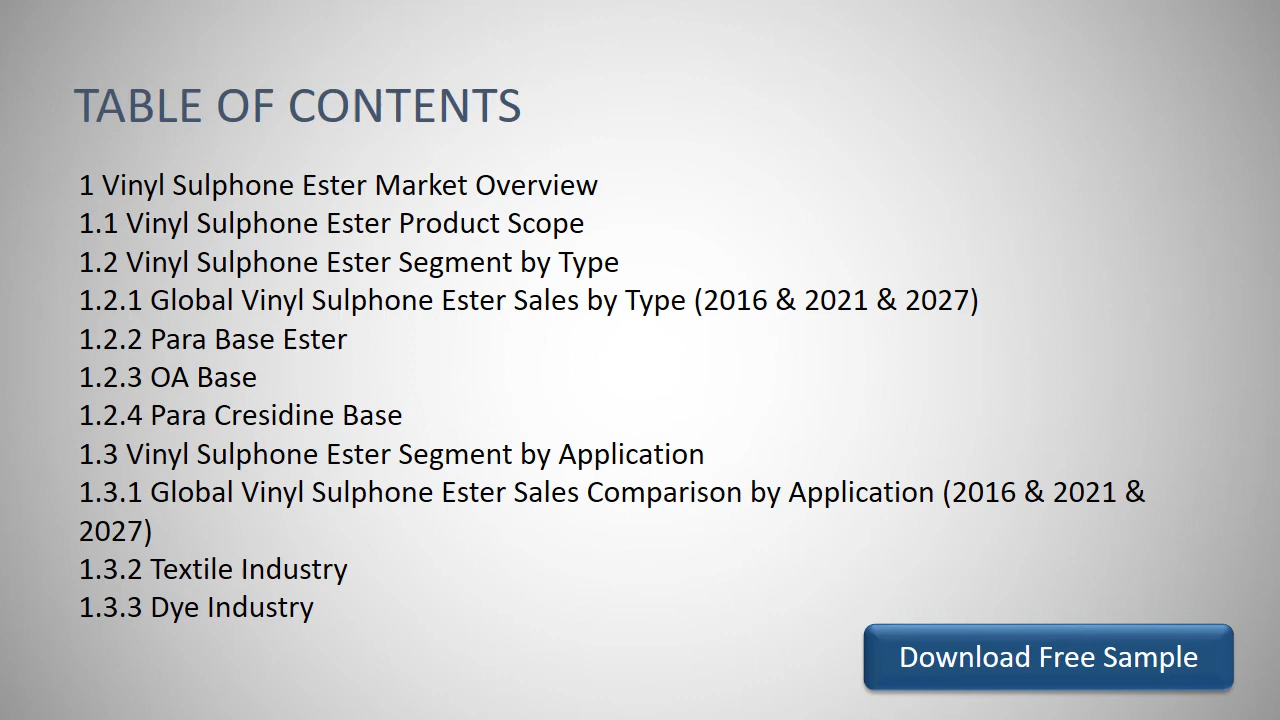 TABLE OF CONTENTS
1 Vinyl Sulphone Ester Market Overview
1.1 Vinyl Sulphone Ester Product Scope
1.2 Vinyl Sulphone Ester Segment by Type
1.2.1 Global Vinyl Sulphone Ester Sales by Type (2016 & 2021 & 2027)
1.2.2 Para Base Ester
1.2.3 OA Base
1.2.4 Para Cresidine Base
1.3 Vinyl Sulphone Ester Segment by Application
1.3.1 Global Vinyl Sulphone Ester Sales Comparison by Application (2016 & 2021 &
2027)
1.3.2 Textile Industry
1.3.3 Dye Industry
Download Free Sample